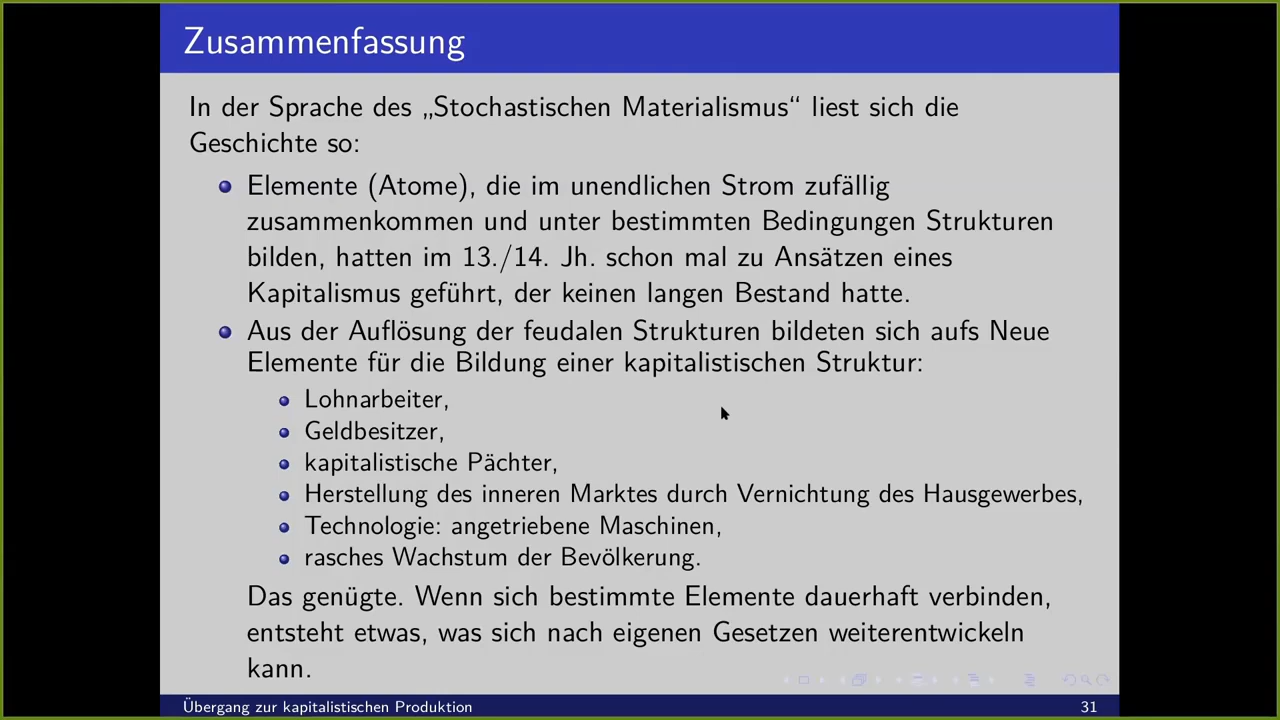 Zusammenfassung
In der Sprache des „Stochastischen Materialismus“ liest sich die
Geschichte so:
Elemente (Atome), die im unendlichen Strom zufällig
zusammenkommen und unter bestimmten Bedingungen Strukturen
bilden, hatten im 13./14. Jh. schon mal zu Ansätzen eines
Kapitalismus geführt, der keinen langen Bestand hatte.
Aus der Auflösung der feudalen Strukturen bildeten sich aufs Neue
Elemente für die Bildung einer kapitalistischen Struktur:
Lohnarbeiter,
Geldbesitzer,
kapitalistische Pächter,
Herstellung des inneren Marktes durch Vernichtung des Hausgewerbes,
Technologie: angetriebene Maschinen,
rasches Wachstum der Bevölkerung.
Das genügte. Wenn sich bestimmte Elemente dauerhaft verbinden,
entsteht etwas, was sich nach eigenen Gesetzen weiterentwickeln
kann.
Übergang zur kapitalistischen Produktion 31